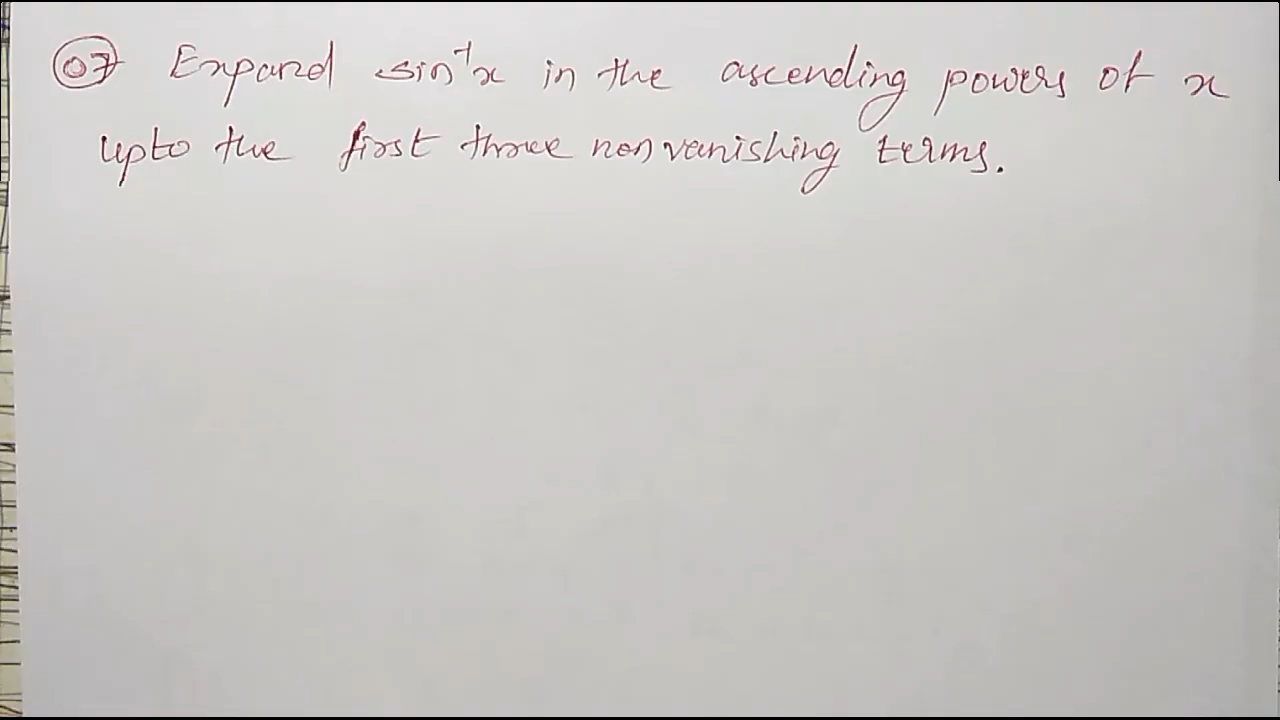 07 Expand sin⁻¹x in the ascending powers of x
upto the first three non vanishing terms.